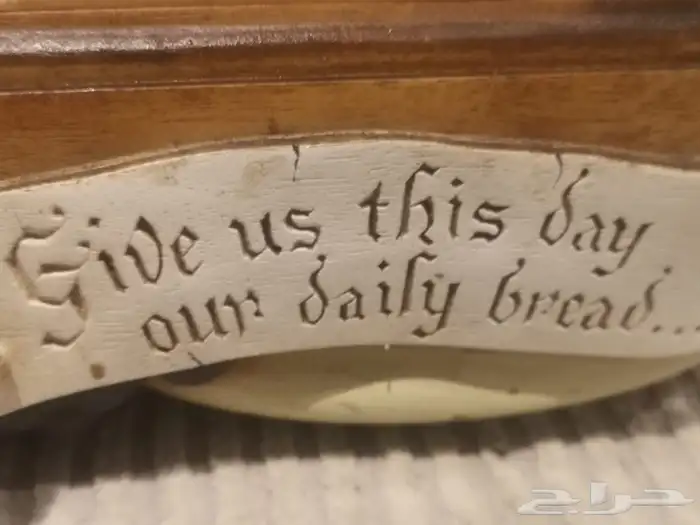 Give us this day
our daily bread...
حراج